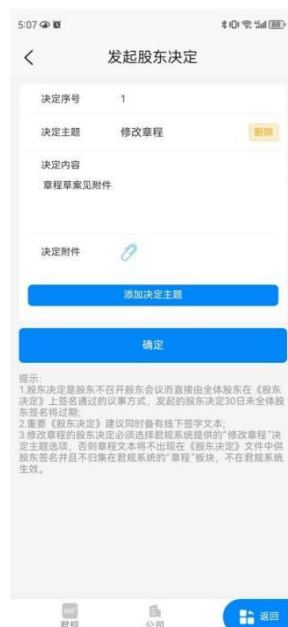 5:07
88
发起股东决定
决定序号 1
决定主题 修改章程 删除
决定内容
章程草案见附件
决定附件
添加决定主题
确定
提示:
1.股东决定是股东不召开股东会议而直接由全体股东在《股东
决定》上签名通过的议事方式，发起的股东决定30日未全体股
东签名将过期;
2.重要《股东决定》建议同时备有线下签字文本;
3.修改章程的股东决定必须选择君规系统提供的“修改章程”决
定主题选项，否则章程文本将不出现在《股东决定》文件中供
股东签名并且不归集在君规系统的“章程”板块，不在君规系统
生效。
君规 公司 返回